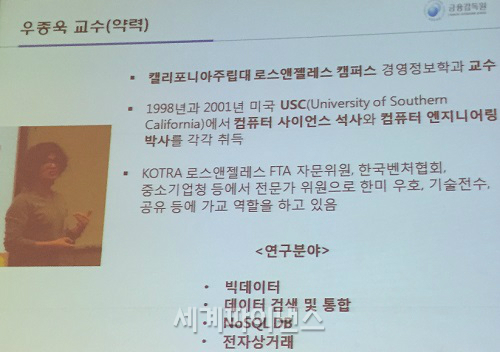 우종욱 교수(약력)
금융감독원
▪ 캘리포니아주립대 로스앤젤레스 캠퍼스 경영정보학과 교수
▪ 1998년과 2001년 미국 USC(University of Southern
California)에서 컴퓨터 사이언스 석사와 컴퓨터 엔지니어링
박사를 각각 취득
▪ KOTRA 로스앤젤레스 FTA 자문위원, 한국벤처협회,
중소기업청 등에서 전문가 위원으로 한미 우호, 기술전수,
공유 등에 가교 역할을 하고 있음
<연구분야>
• 빅데이터
• 데이터 검색 및 통합
• NoSQL DB
• 전자상거래
세계파이낸스